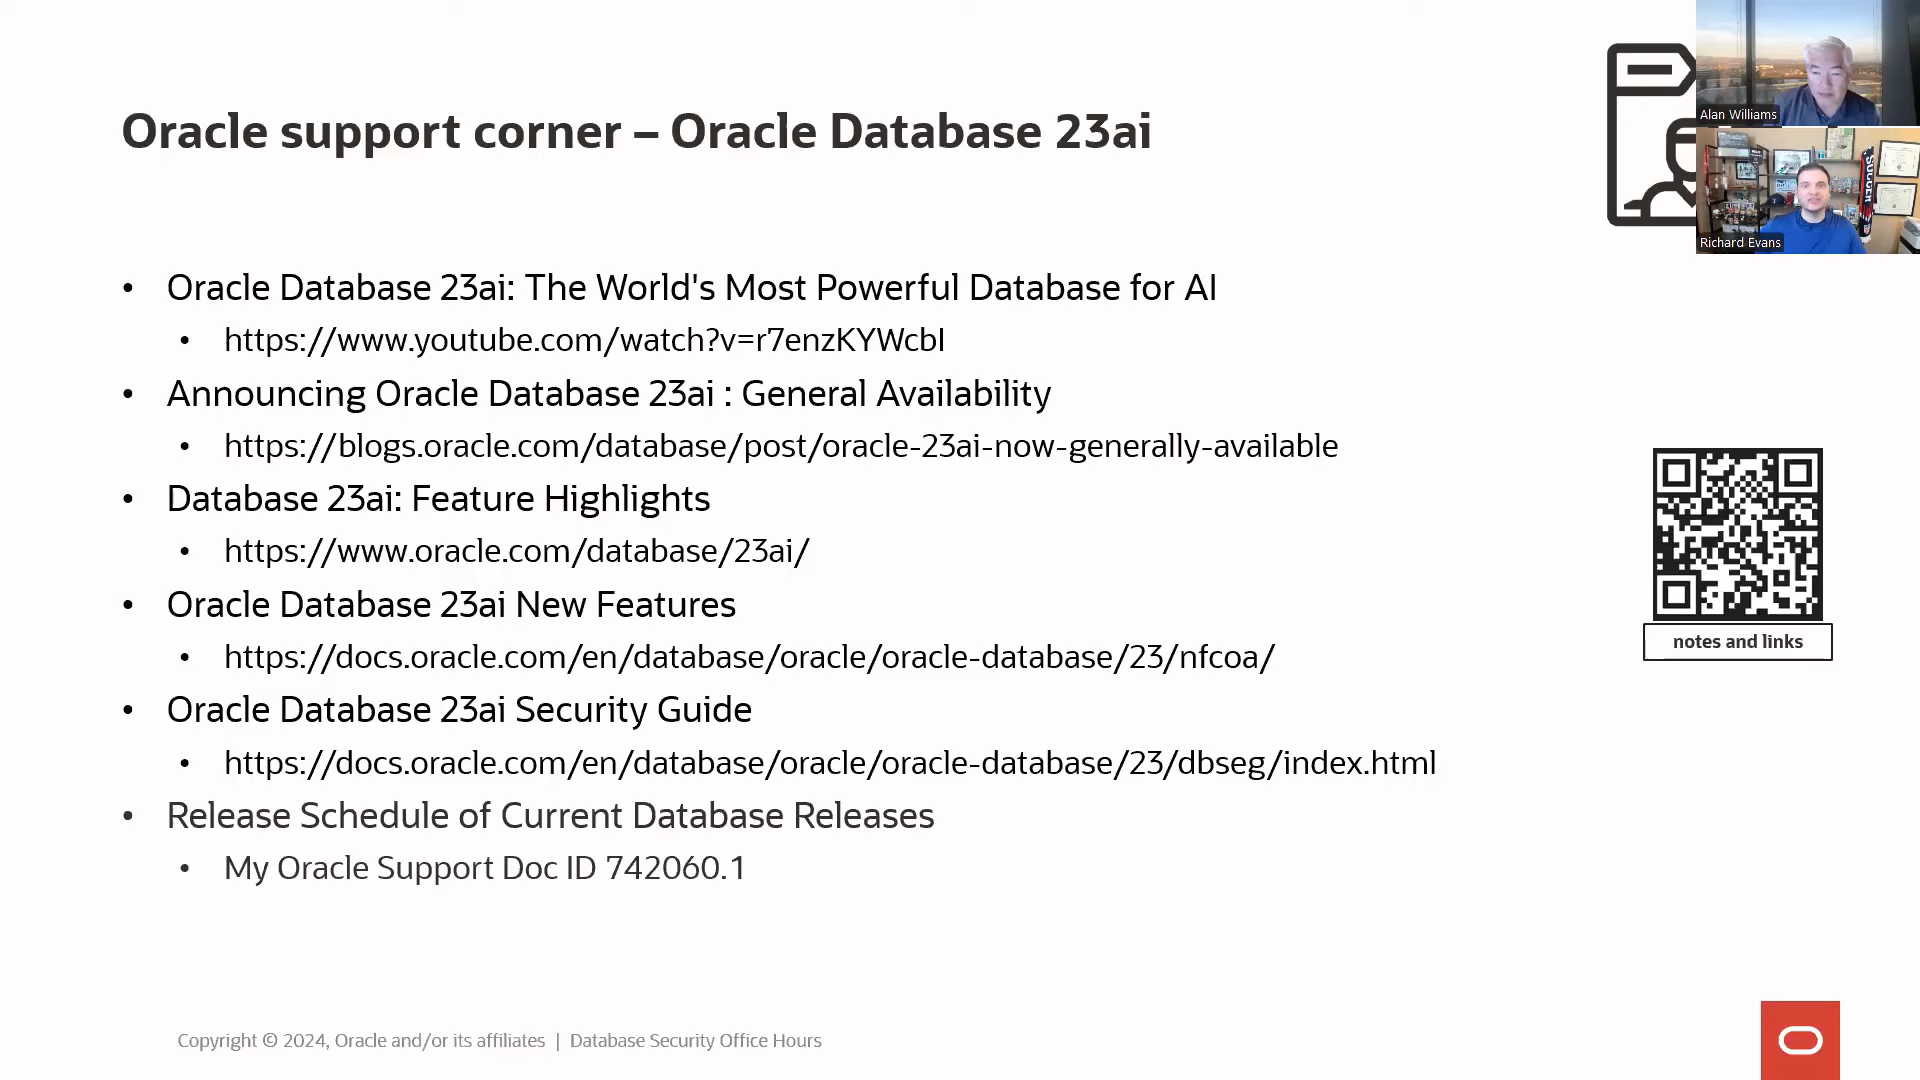 Oracle support corner – Oracle Database 23ai
Alan Williams
SOCCER
Richard Evans
• Oracle Database 23ai: The World's Most Powerful Database for AI
• https://www.youtube.com/watch?v=r7enzKYWcbI
• Announcing Oracle Database 23ai : General Availability
• https://blogs.oracle.com/database/post/oracle-23ai-now-generally-available
• Database 23ai: Feature Highlights
• https://www.oracle.com/database/23ai/
• Oracle Database 23ai New Features
• https://docs.oracle.com/en/database/oracle/oracle-database/23/nfcoa/
• Oracle Database 23ai Security Guide
• https://docs.oracle.com/en/database/oracle/oracle-database/23/dbseg/index.html
• Release Schedule of Current Database Releases
• My Oracle Support Doc ID 742060.1
notes and links
Copyright © 2024, Oracle and/or its affiliates | Database Security Office Hours